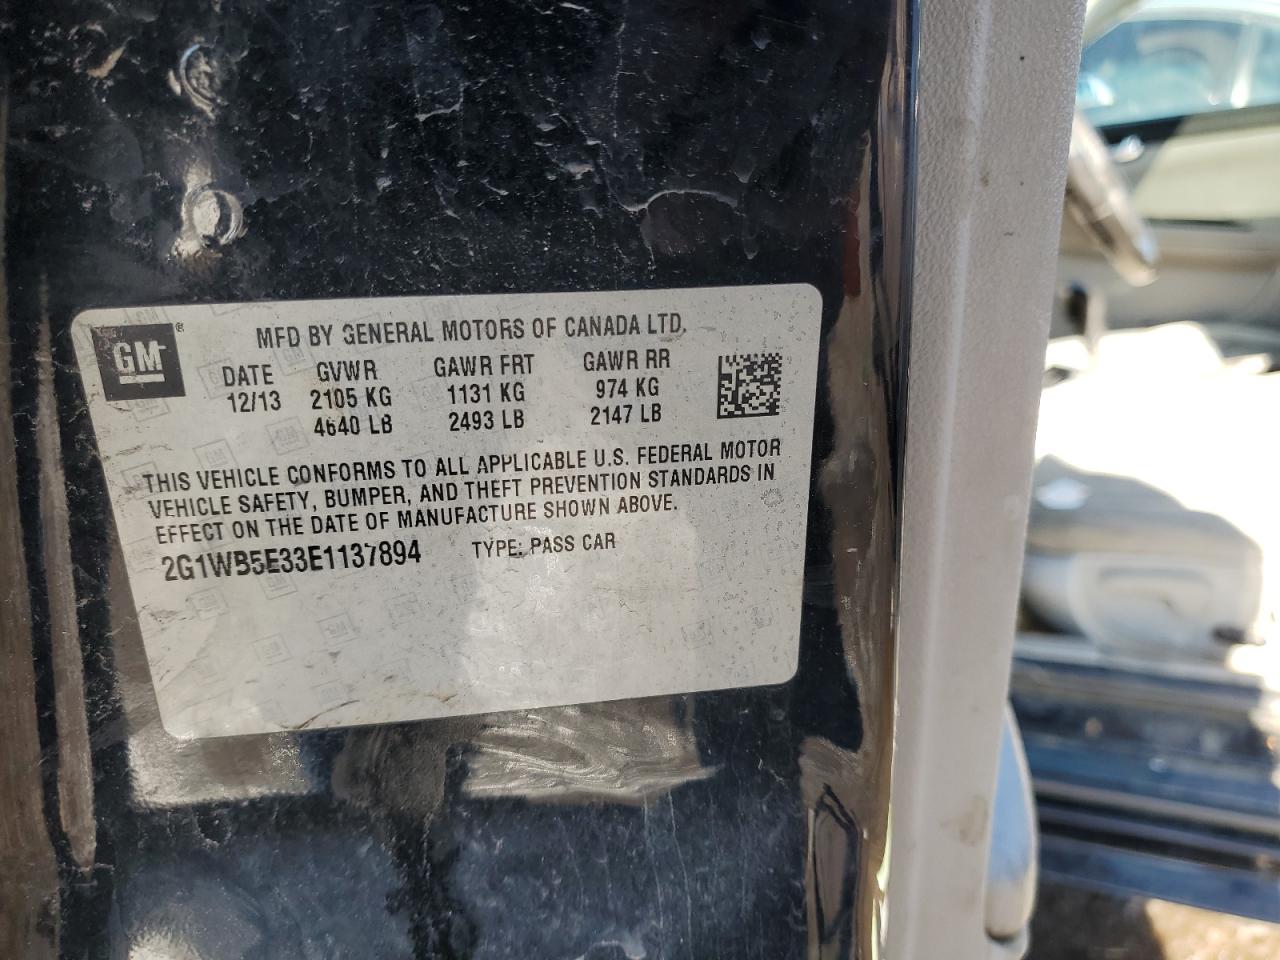 GM ®
MFD BY GENERAL MOTORS OF CANADA LTD.
DATE GVWR GAWR FRT GAWR RR
12/13 2105 KG 1131 KG 974 KG
4640 LB 2493 LB 2147 LB
THIS VEHICLE CONFORMS TO ALL APPLICABLE U.S. FEDERAL MOTOR
VEHICLE SAFETY, BUMPER, AND THEFT PREVENTION STANDARDS IN
EFFECT ON THE DATE OF MANUFACTURE SHOWN ABOVE.
2G1WB5E33E1137894 TYPE: PASS CAR